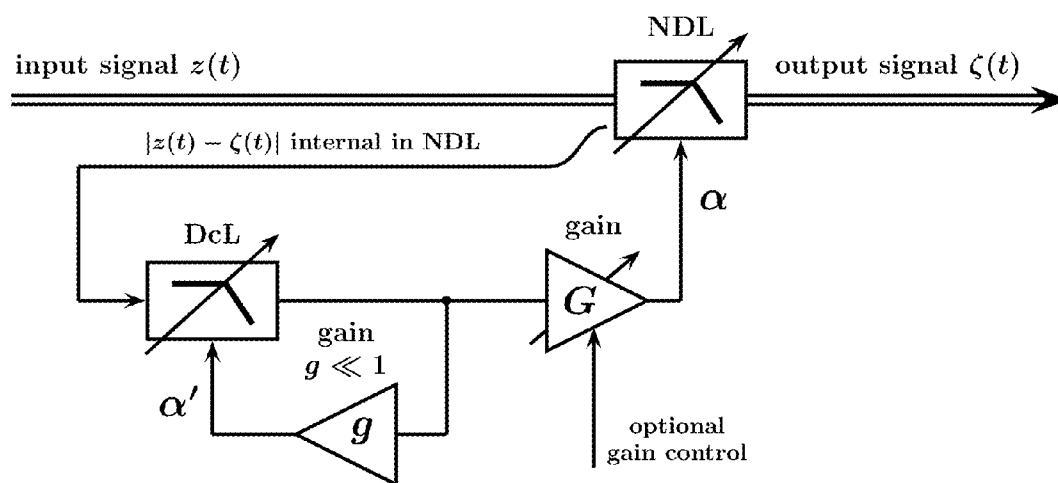 NDL
input signal z(t)
output signal ζ(t)
|z(t) − ζ(t)| internal in NDL
α
DcL
gain
G
gain
g ≪ 1
α′
g
optional
gain control